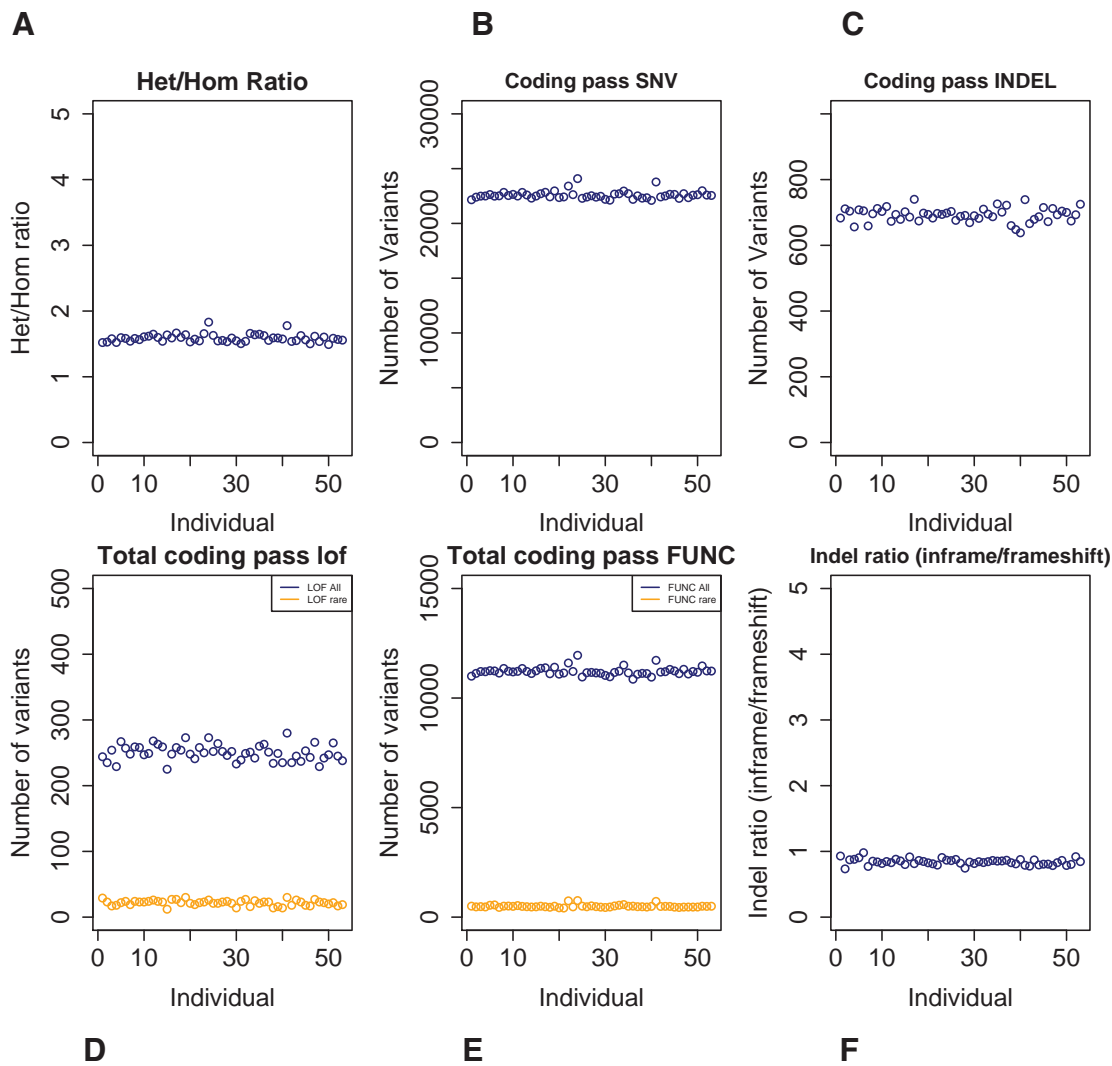 A
B
C
Het/Hom Ratio
Coding pass SNV
Coding pass INDEL
Het/Hom ratio
0 1 2 3 4 5
0 10 30 50
Individual
Number of Variants
0 10000 20000 30000
0 10 30 50
Individual
Number of Variants
0 200 400 600 800
0 10 30 50
Individual
Total coding pass lof
Total coding pass FUNC
Indel ratio (inframe/frameshift)
LOF All
LOF rare
Number of variants
0 100 200 300 400 500
0 10 30 50
Individual
FUNC All
FUNC rare
Number of variants
0 5000 10000 15000
0 10 30 50
Individual
Indel ratio (inframe/frameshift)
0 1 2 3 4 5
0 10 30 50
Individual
D
E
F